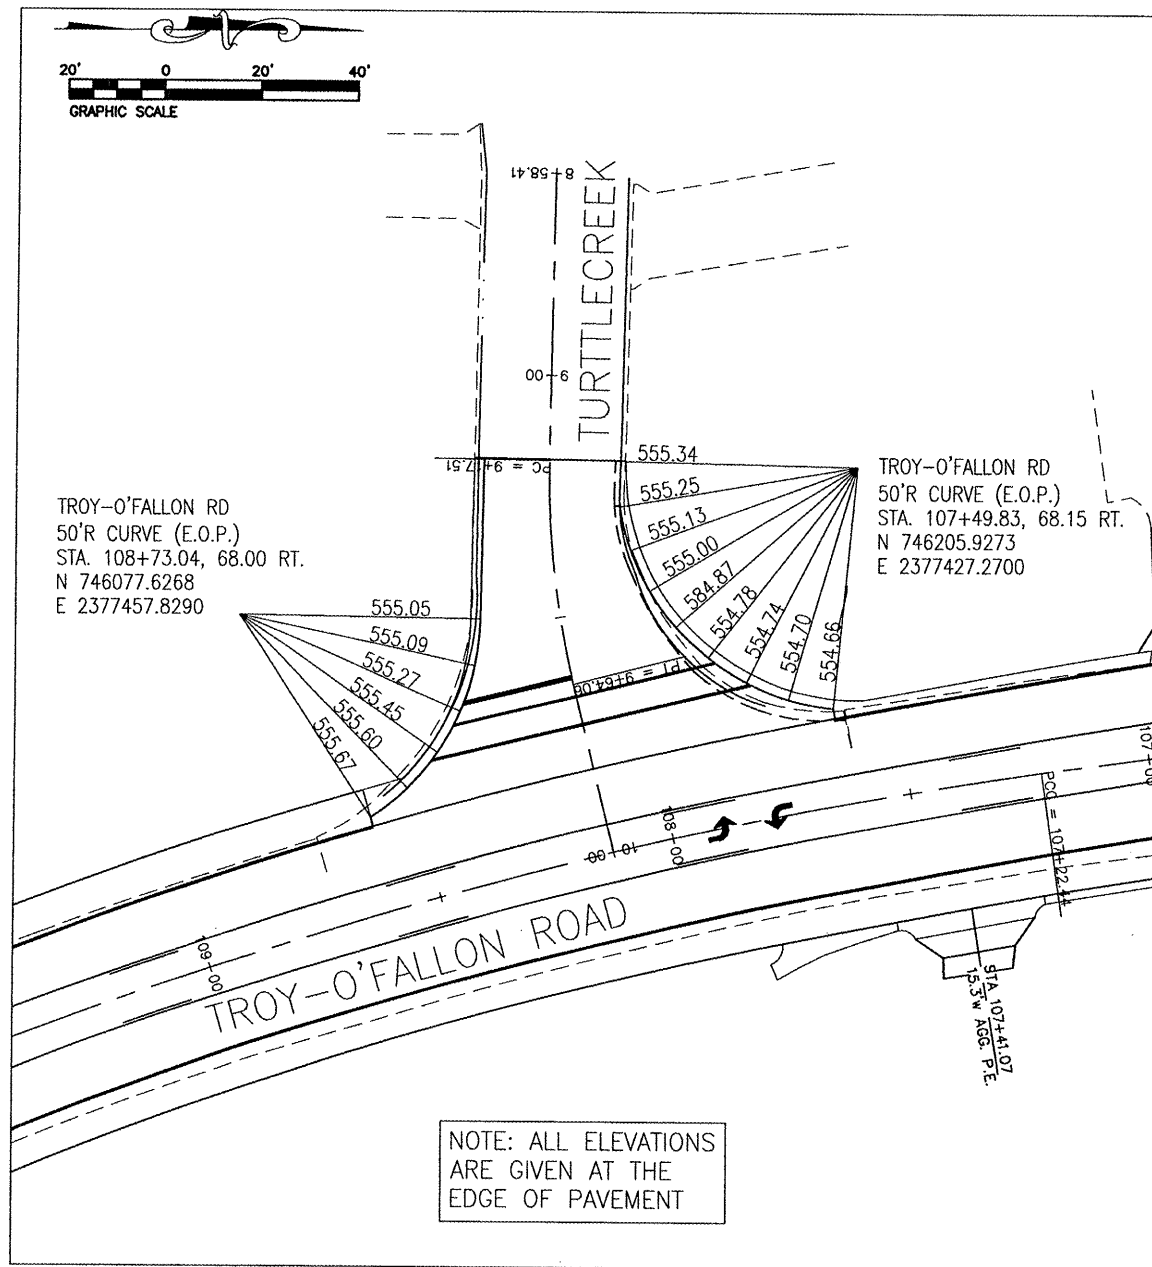 20' 0 20' 40'
GRAPHIC SCALE
8+58.41
TURTTLECREEK
9+00
PC = 9+17.51
TROY-O'FALLON RD
50'R CURVE (E.O.P.)
STA. 108+73.04, 68.00 RT.
N 746077.6268
E 2377457.8290
555.05
555.09
555.27
555.45
555.60
555.67
555.34
555.25
555.13
555.00
584.87
554.78
554.74
554.70
554.66
TROY-O'FALLON RD
50'R CURVE (E.O.P.)
STA. 107+49.83, 68.15 RT.
N 746205.9273
E 2377427.2700
PT = 9+64.06
10+00
107+00
108+00
109+00
PCC = 107+22.44
TROY-O'FALLON ROAD
STA 107+41.07
15.3'W AGG. P.E.
NOTE: ALL ELEVATIONS
ARE GIVEN AT THE
EDGE OF PAVEMENT